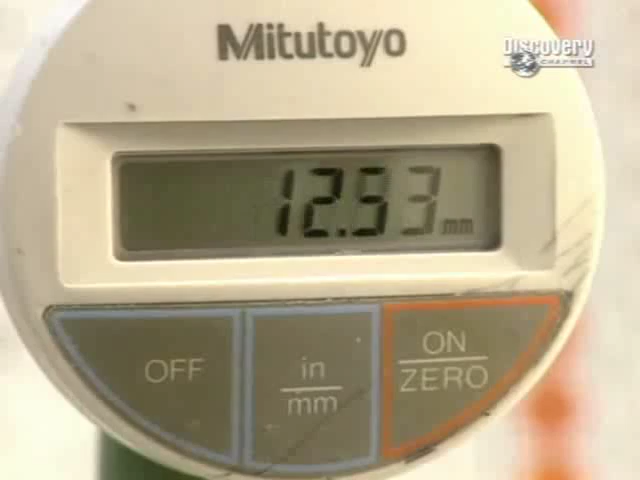 Mitutoyo
Discovery
CHANNEL
12.53 mm
OFF
in
mm
ON
ZERO